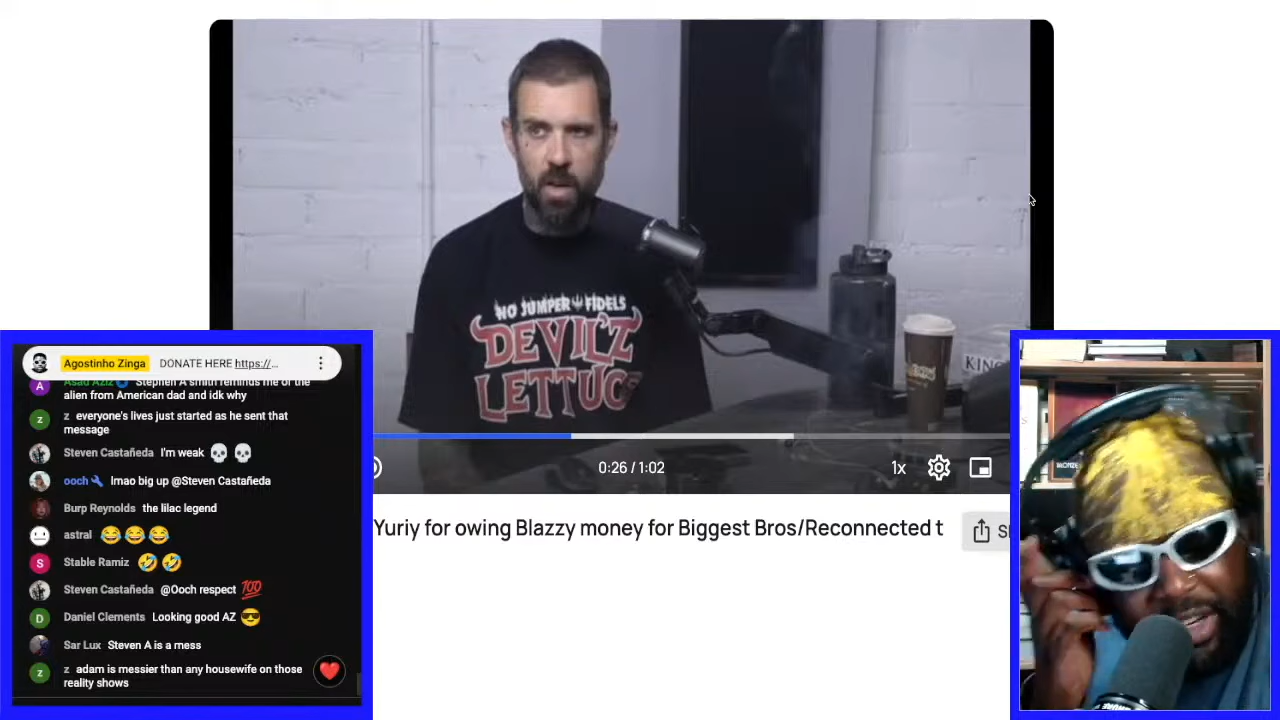 NO JUMPER FIDELS
DEVIL'Z
LETTUCE
KING
0:26 / 1:02
1x
Yuriy for owing Blazzy money for Biggest Bros/Reconnected t
Agostinho Zinga DONATE HERE https://…
A Asad Aziz Stephen A smith reminds me of the
alien from American dad and idk why
z z everyone's lives just started as he sent that
message
Steven Castañeda I'm weak 💀 💀
ooch lmao big up @Steven Castañeda
Burp Reynolds the lilac legend
astral 😂 😂 😂
S Stable Ramiz 🤣 🤣
Steven Castañeda @Ooch respect 💯
D Daniel Clements Looking good AZ 😎
Sar Lux Steven A is a mess
z z adam is messier than any housewife on those
reality shows